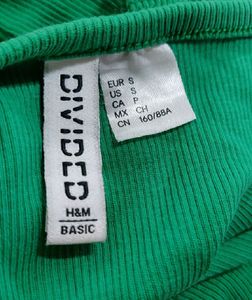 DIVIDED
H&M
BASIC
EUR S
US S
CA P
MX CH
CN 160/88A